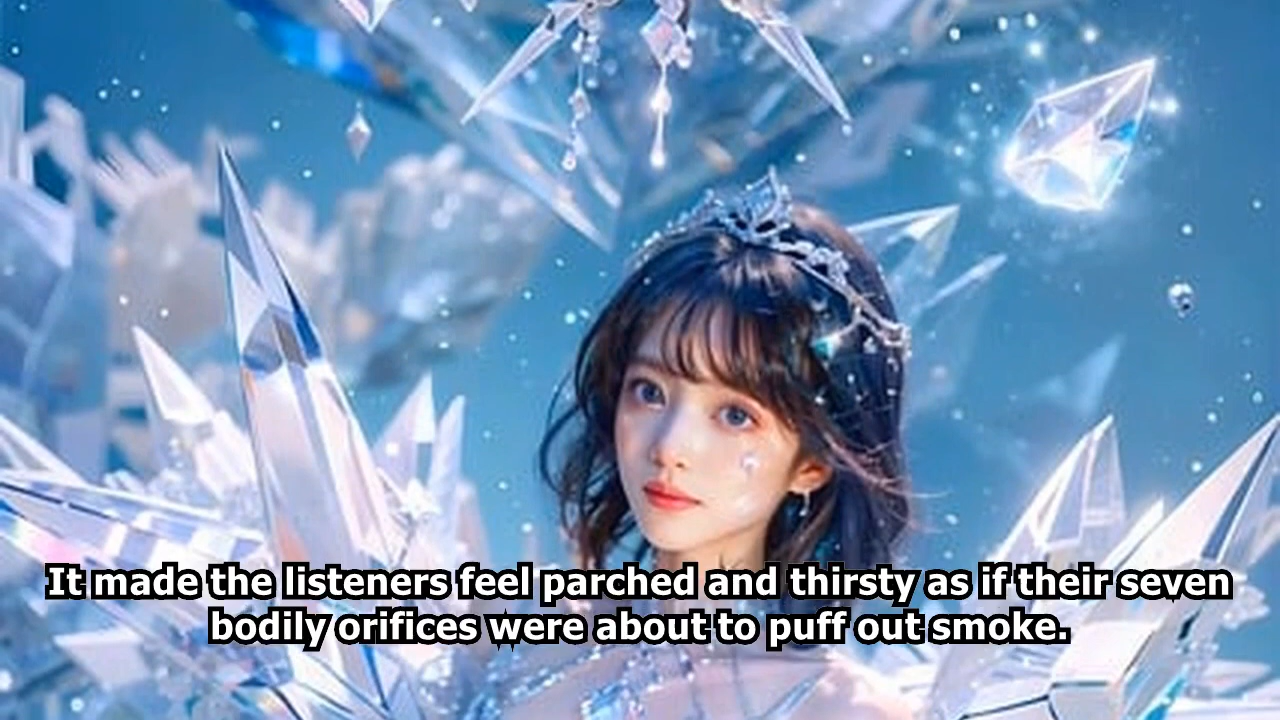 It made the listeners feel parched and thirsty as if their seven
bodily orifices were about to puff out smoke.